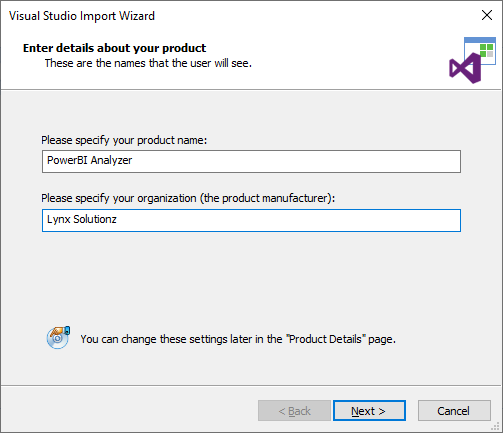 Visual Studio Import Wizard
Enter details about your product
These are the names that the user will see.
Please specify your product name:
PowerBI Analyzer
Please specify your organization (the product manufacturer):
Lynx Solutionz
You can change these settings later in the "Product Details" page.
< Back
Next >
Cancel